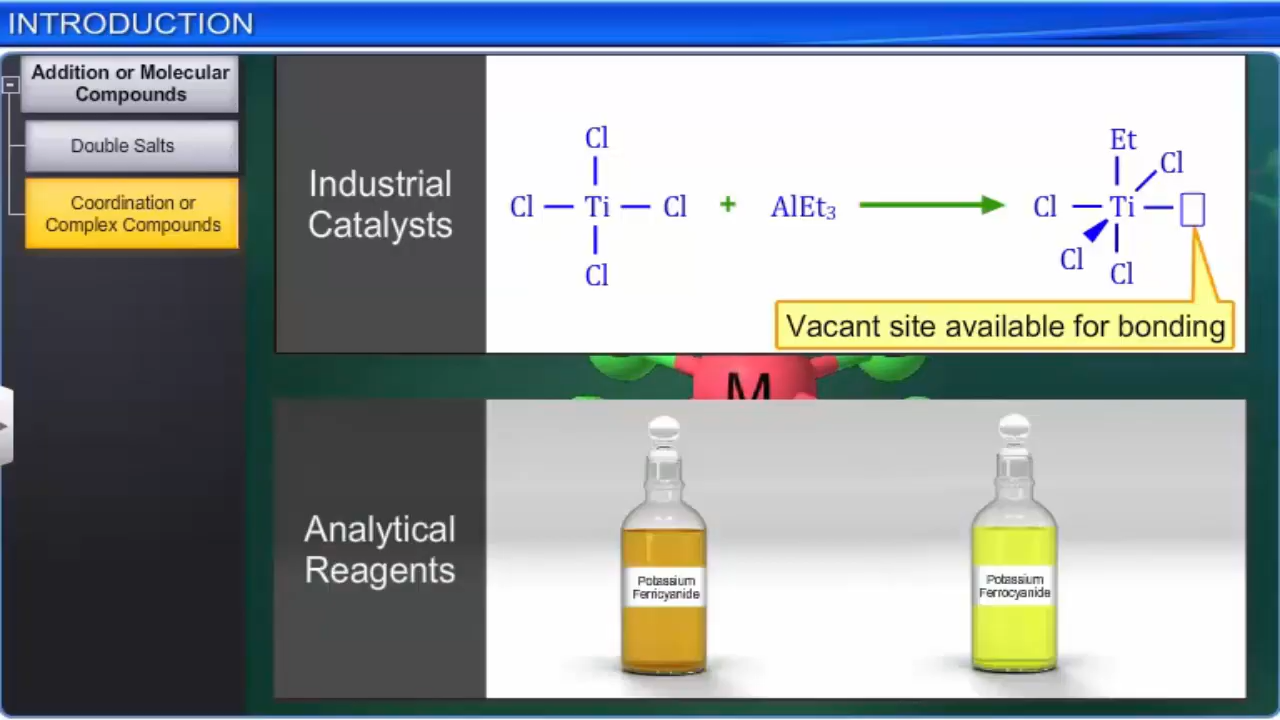 INTRODUCTION
Addition or Molecular
Compounds
Double Salts
Coordination or
Complex Compounds
Industrial
Catalysts
Cl
Cl — Ti — Cl + AlEt₃
Cl
Et
Cl
Cl — Ti —
Cl
Cl
Vacant site available for bonding
M
Analytical
Reagents
Potassium
Ferricyanide
Potassium
Ferrocyanide